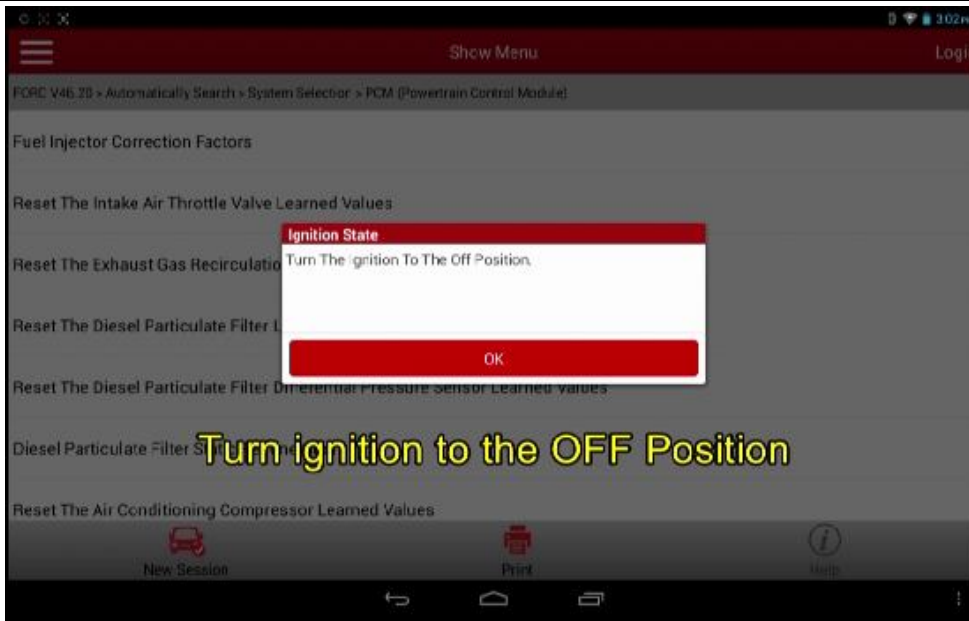 3:02
Show Menu
Logi
V46.20 > Automatically Search > System Selection > PCM (Powertrain Control Module)
Fuel Injector Correction Factors
Reset The Intake Air Throttle Valve Learned Values
Ignition State
Turn The Ignition To The Off Position.
Reset The Exhaust Gas Recirculatio
Reset The Diesel Particulate Filter L
OK
Reset The Diesel Particulate Filter Differential Pressure Sensor Learned Values
Diesel Particulate Filter
Turn ignition to the OFF Position
Reset The Air Conditioning Compressor Learned Values
New Session
Print
Help